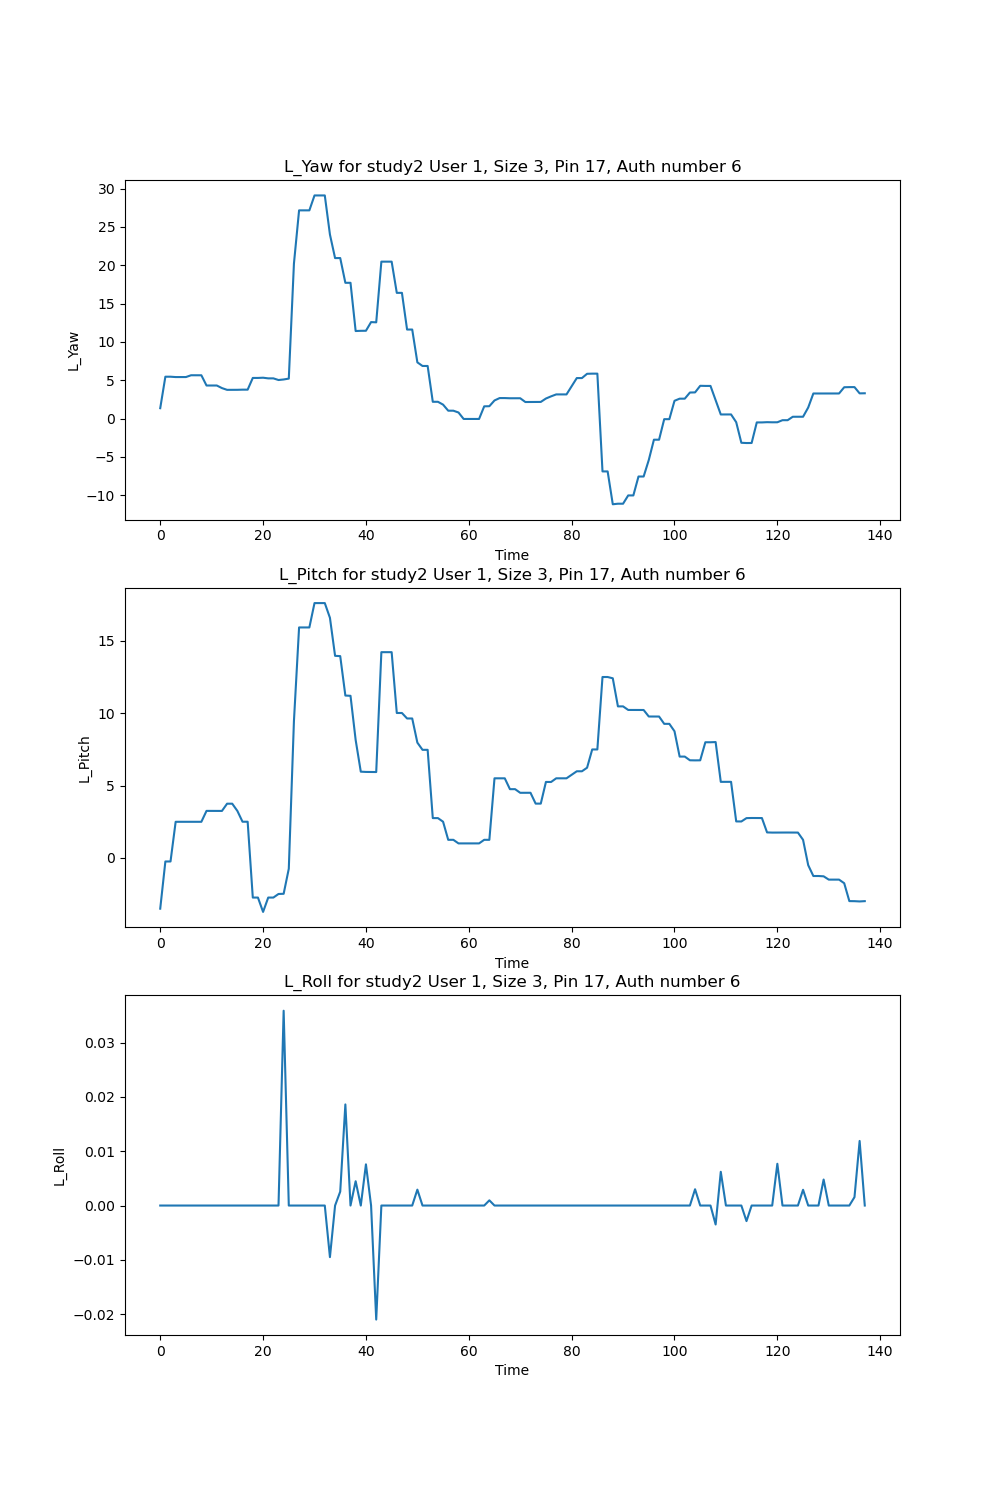 L_Yaw for study2 User 1, Size 3, Pin 17, Auth number 6
30
25
20
15
10
5
0
−5
−10
L_Yaw
0 20 40 60 80 100 120 140
Time
L_Pitch for study2 User 1, Size 3, Pin 17, Auth number 6
15
10
5
0
L_Pitch
0 20 40 60 80 100 120 140
Time
L_Roll for study2 User 1, Size 3, Pin 17, Auth number 6
0.03
0.02
0.01
0.00
−0.01
−0.02
L_Roll
0 20 40 60 80 100 120 140
Time